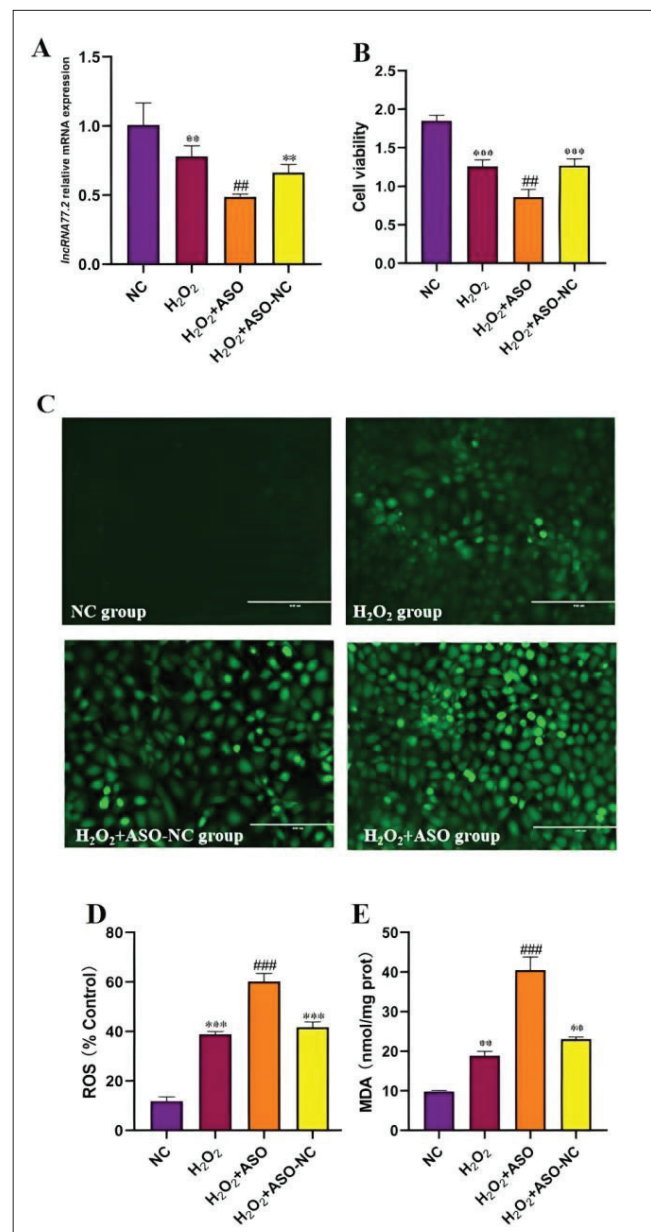 A
lncRNA77.2 relative mRNA expression
1.5
1.0
0.5
0.0
**
##
**
NC
H₂O₂
H₂O₂+ASO
H₂O₂+ASO-NC
B
Cell viability
2.5
2.0
1.5
1.0
0.5
0.0
***
##
***
NC
H₂O₂
H₂O₂+ASO
H₂O₂+ASO-NC
C
NC group
H₂O₂ group
H₂O₂+ASO-NC group
H₂O₂+ASO group
D
ROS (% Control)
80
60
40
20
0
***
###
***
NC
H₂O₂
H₂O₂+ASO
H₂O₂+ASO-NC
E
MDA (nmol/mg prot)
50
40
30
20
10
0
**
###
**
NC
H₂O₂
H₂O₂+ASO
H₂O₂+ASO-NC